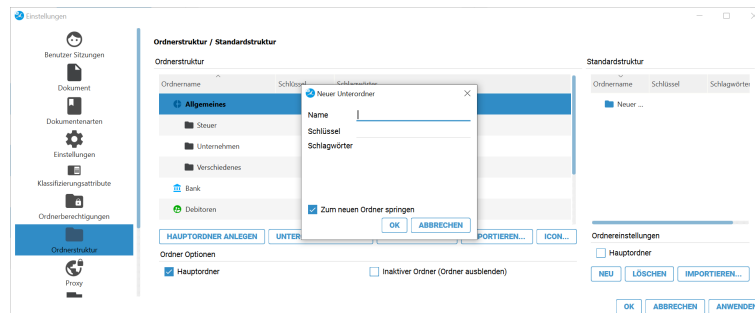 Einstellungen
Benutzer Sitzungen
Dokument
Dokumentenarten
Einstellungen
Klassifizierungsattribute
Ordnerberechtigungen
Ordnerstruktur
Proxy
Ordnerstruktur / Standardstruktur
Ordnerstruktur
Ordnername Schlüssel Schlagwörter
Allgemeines
Steuer
Unternehmen
Verschiedenes
Bank
Debitoren
HAUPTORDNER ANLEGEN UNTER PORTIEREN... ICON...
Ordner Optionen
Hauptordner Inaktiver Ordner (Ordner ausblenden)
Neuer Unterordner
Name
Schlüssel
Schlagwörter
Zum neuen Ordner springen
OK ABBRECHEN
Standardstruktur
Ordnername Schlüssel Schlagwörter
Neuer ...
Ordnereinstellungen
Hauptordner
NEU LÖSCHEN IMPORTIEREN...
OK ABBRECHEN ANWENDEN